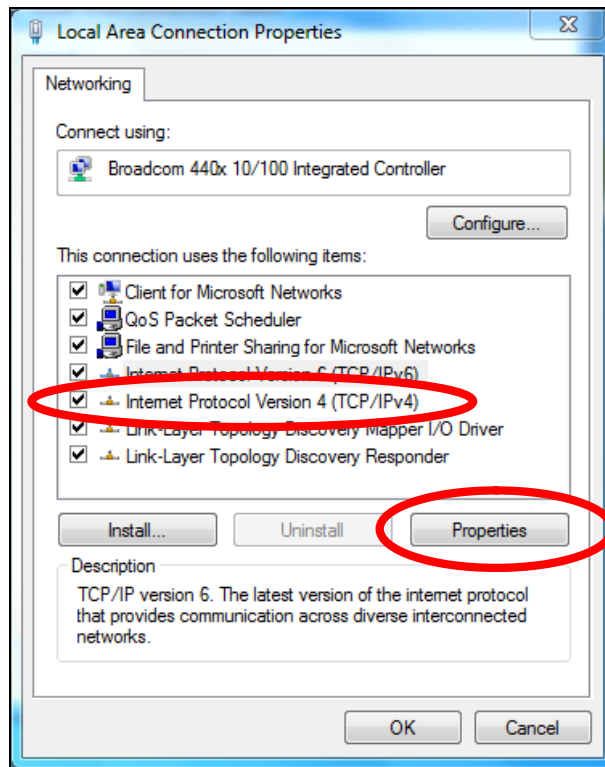 Local Area Connection Properties
Networking
Connect using:
Broadcom 440x 10/100 Integrated Controller
Configure...
This connection uses the following items:
Client for Microsoft Networks
QoS Packet Scheduler
File and Printer Sharing for Microsoft Networks
Internet Protocol Version 6 (TCP/IPv6)
Internet Protocol Version 4 (TCP/IPv4)
Link-Layer Topology Discovery Mapper I/O Driver
Link-Layer Topology Discovery Responder
Install...
Uninstall
Properties
Description
TCP/IP version 6. The latest version of the internet protocol
that provides communication across diverse interconnected
networks.
OK
Cancel